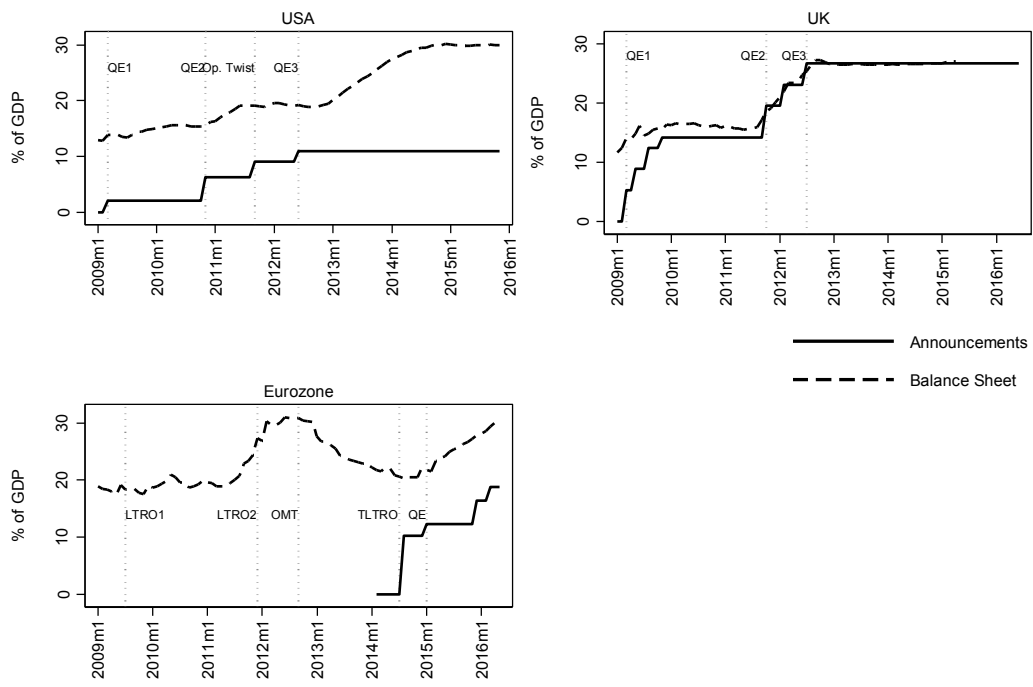 USA
% of GDP
30
20
10
0
QE1
QE2
Op. Twist
QE3
2009m1
2010m1
2011m1
2012m1
2013m1
2014m1
2015m1
2016m1
UK
% of GDP
30
20
10
0
QE1
QE2
QE3
2009m1
2010m1
2011m1
2012m1
2013m1
2014m1
2015m1
2016m1
Announcements
Balance Sheet
Eurozone
% of GDP
30
20
10
0
LTRO1
LTRO2
OMT
TLTRO
QE
2009m1
2010m1
2011m1
2012m1
2013m1
2014m1
2015m1
2016m1